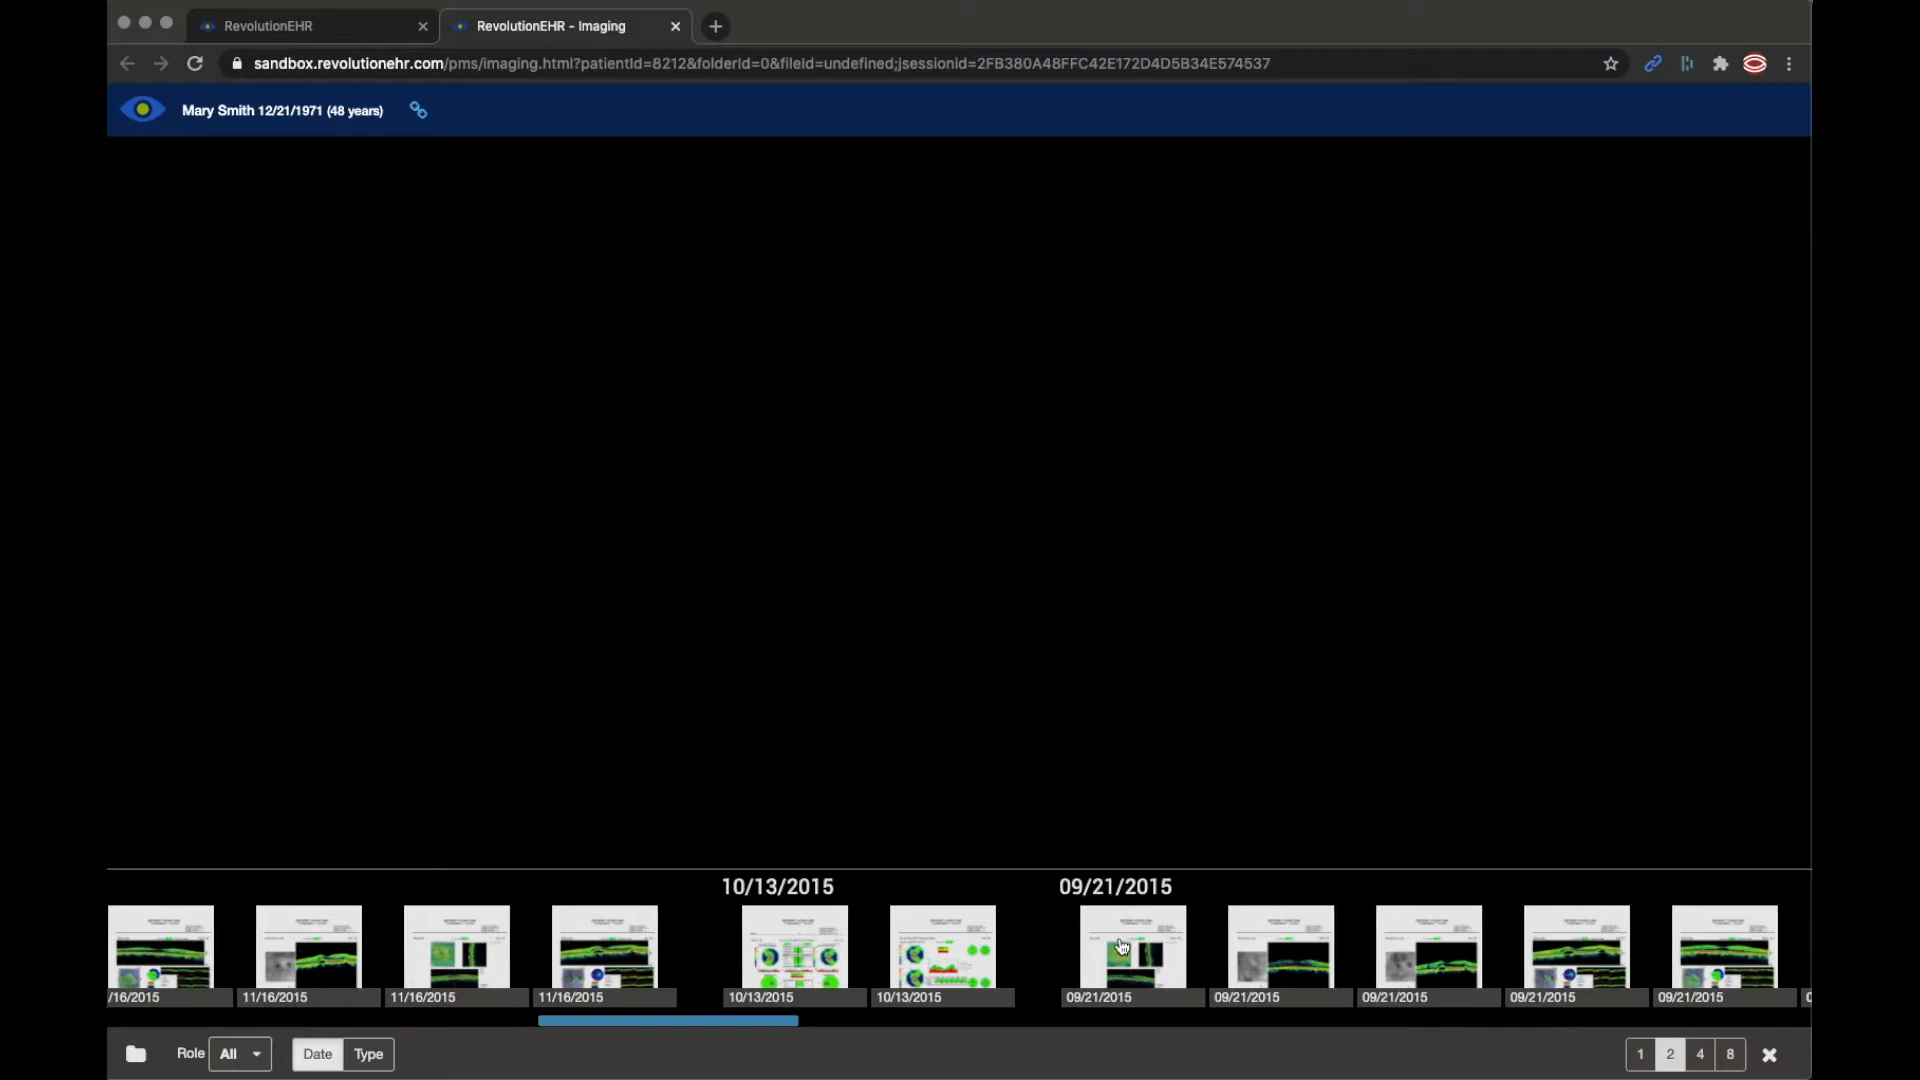 RevolutionEHR
RevolutionEHR - Imaging
sandbox.revolutionehr.com/pms/imaging.html?patientId=8212&folderId=0&fileId=undefined;jsessionid=2FB380A48FFC42E172D4D5B34E574537
Mary Smith 12/21/1971 (48 years)
10/13/2015 09/21/2015
/16/2015 11/16/2015 11/16/2015 11/16/2015 10/13/2015 10/13/2015 09/21/2015 09/21/2015 09/21/2015 09/21/2015 09/21/2015
Role All Date Type 1 2 4 8